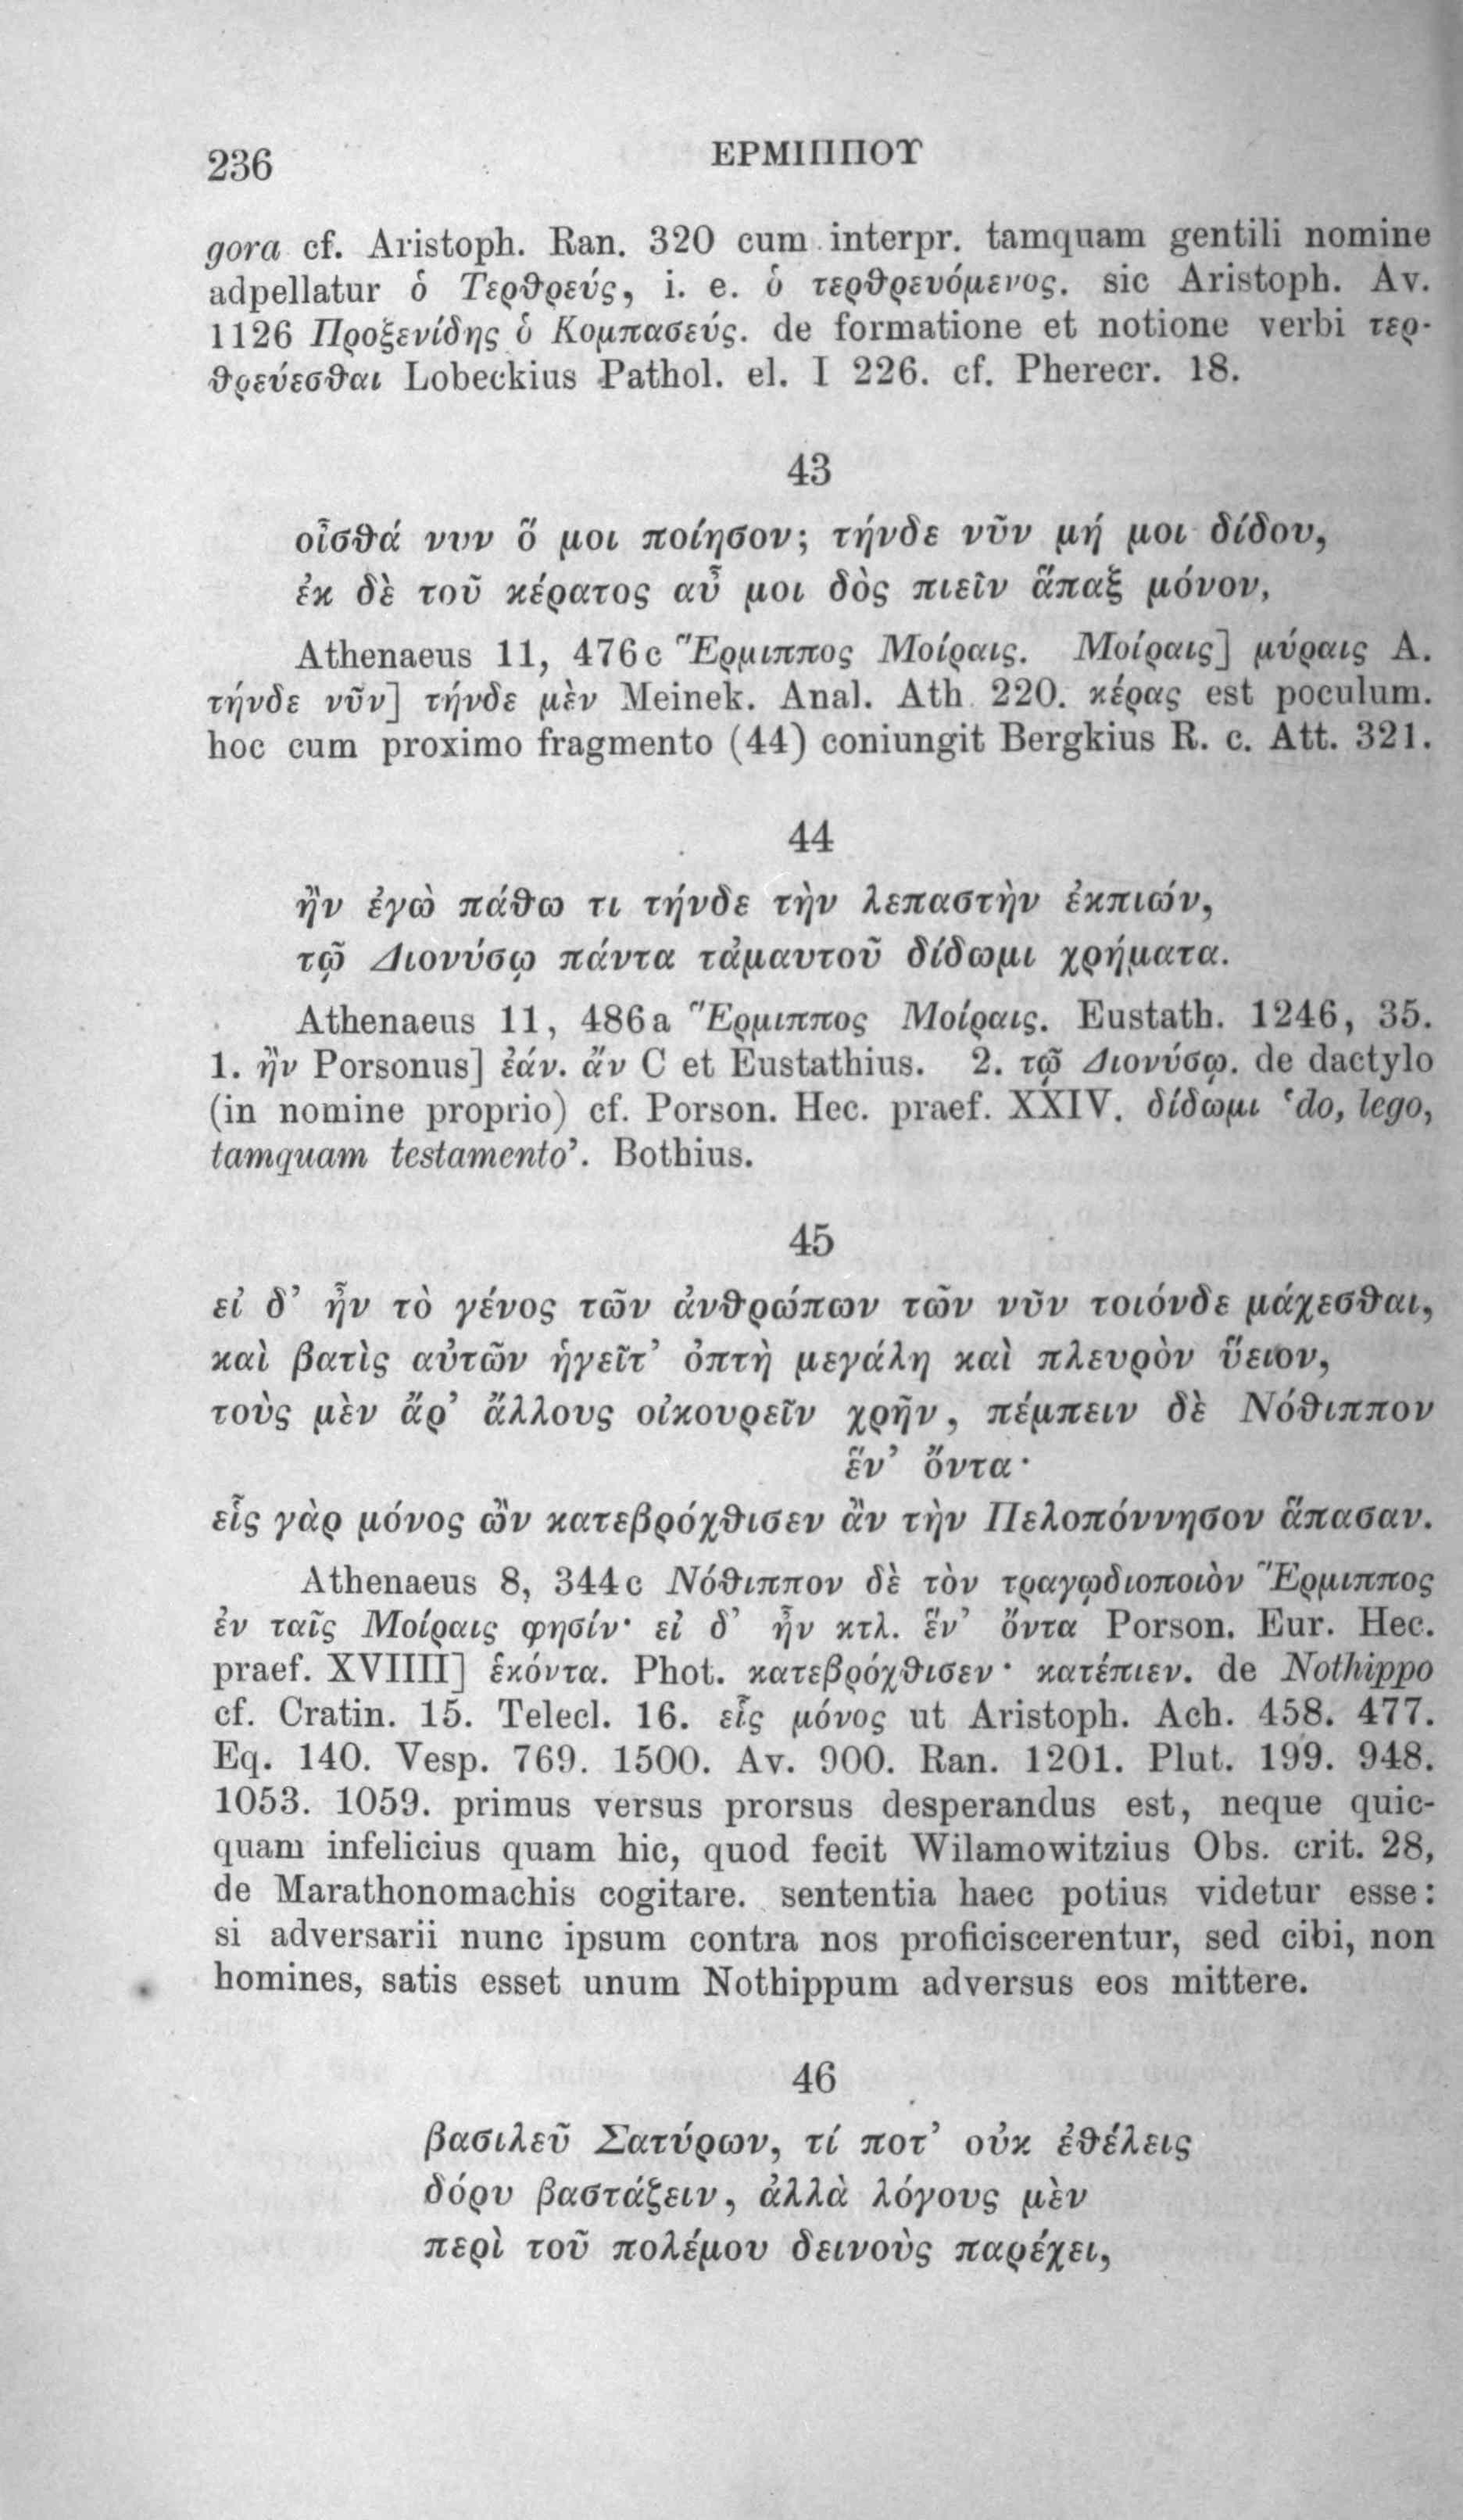 236
ΕΡΜΙΠΠΟΥ
gora cf. Aristoph. Ran. 320 cum interpr. tamquam gentili nomine
adpellatur ὁ Τερθρεύς, i. e. ὁ τερθρευόμενος. sic Aristoph. Av.
1126 Προξενίδης ὁ Κομπασεύς. de formatione et notione verbi τερ-
θρεύεσθαι Lobeckius Pathol. el. I 226. cf. Pherecr. 18.
43
οἶσθά νυν ὅ μοι ποίησον; τήνδε νῦν μή μοι δίδου,
ἐκ δὲ τοῦ κέρατος αὖ μοι δὸς πιεῖν ἅπαξ μόνον,
Athenaeus 11, 476c Ἕρμιππος Μοίραις. Μοίραις] μύραις A.
τήνδε νῦν] τήνδε μὲν Meinek. Anal. Ath 220. κέρας est poculum.
hoc cum proximo fragmento (44) coniungit Bergkius R. c. Att. 321.
44
ἢν ἐγὼ πάθω τι τήνδε τὴν λεπαστὴν ἐκπιών,
τῷ Διονύσῳ πάντα τἀμαυτοῦ δίδωμι χρήματα.
Athenaeus 11, 486a Ἕρμιππος Μοίραις. Eustath. 1246, 35.
1. ἢν Porsonus] ἐάν. ἄν C et Eustathius. 2. τῷ Διονύσῳ. de dactylo
(in nomine proprio) cf. Porson. Hec. praef. XXIV. δίδωμι ‘do, lego,
tamquam testamento’. Bothius.
45
εἰ δ’ ἦν τὸ γένος τῶν ἀνθρώπων τῶν νῦν τοιόνδε μάχεσθαι,
καὶ βατὶς αὐτῶν ἡγεῖτ’ ὀπτὴ μεγάλη καὶ πλευρὸν ὕειον,
τοὺς μὲν ἄρ’ ἄλλους οἰκουρεῖν χρῆν, πέμπειν δὲ Νόθιππον
ἕν’ ὄντα·
εἷς γὰρ μόνος ὢν κατεβρόχθισεν ἂν τὴν Πελοπόννησον ἅπασαν.
Athenaeus 8, 344c Νόθιππον δὲ τὸν τραγῳδιοποιὸν Ἕρμιππος
ἐν ταῖς Μοίραις φησίν· εἰ δ’ ἦν κτλ. ἕν’ ὄντα Porson. Eur. Hec.
praef. XVIIII] ἑκόντα. Phot. κατεβρόχθισεν· κατέπιεν. de Nothippo
cf. Cratin. 15. Telecl. 16. εἷς μόνος ut Aristoph. Ach. 458. 477.
Eq. 140. Vesp. 769. 1500. Av. 900. Ran. 1201. Plut. 199. 948.
1053. 1059. primus versus prorsus desperandus est, neque quic-
quam infelicius quam hic, quod fecit Wilamowitzius Obs. crit. 28,
de Marathonomachis cogitare. sententia haec potius videtur esse:
si adversarii nunc ipsum contra nos proficiscerentur, sed cibi, non
homines, satis esset unum Nothippum adversus eos mittere.
46
βασιλεῦ Σατύρων, τί ποτ’ οὐκ ἐθέλεις
δόρυ βαστάζειν, ἀλλὰ λόγους μὲν
περὶ τοῦ πολέμου δεινοὺς παρέχει,